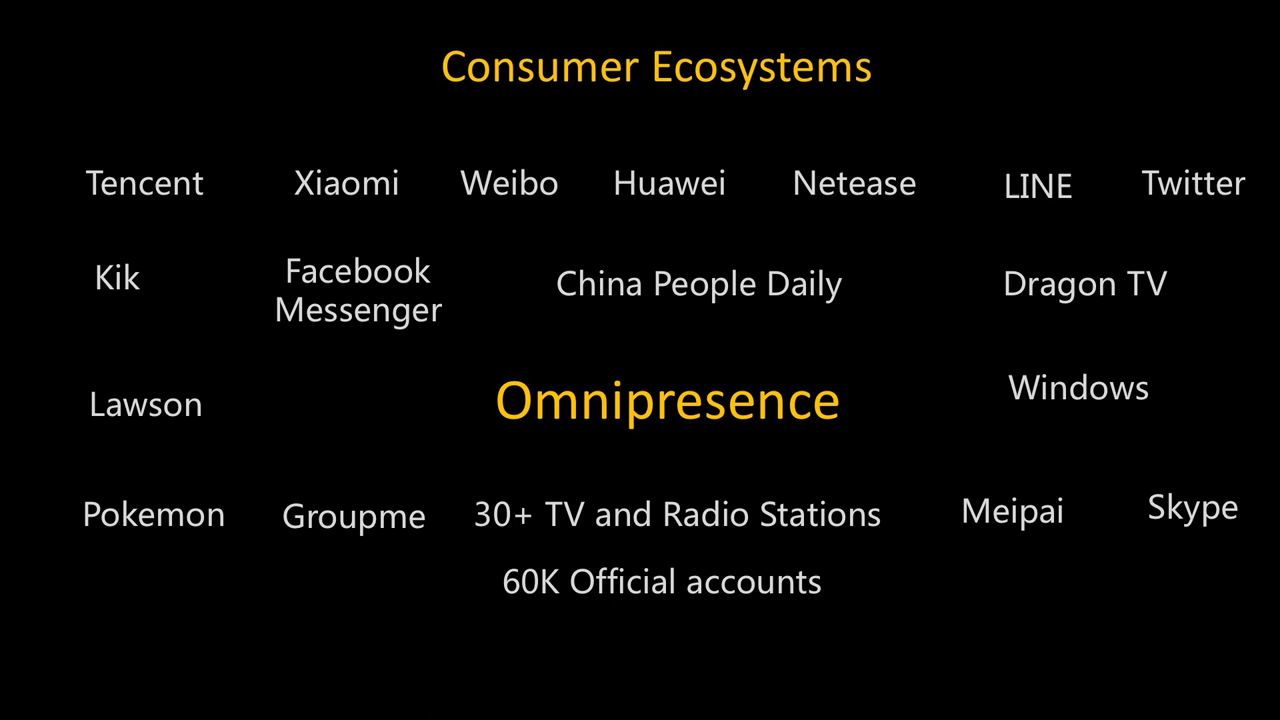 Consumer Ecosystems
Tencent Xiaomi Weibo Huawei Netease LINE Twitter
Kik Facebook Messenger China People Daily Dragon TV
Lawson Omnipresence Windows
Pokemon Groupme 30+ TV and Radio Stations Meipai Skype
60K Official accounts